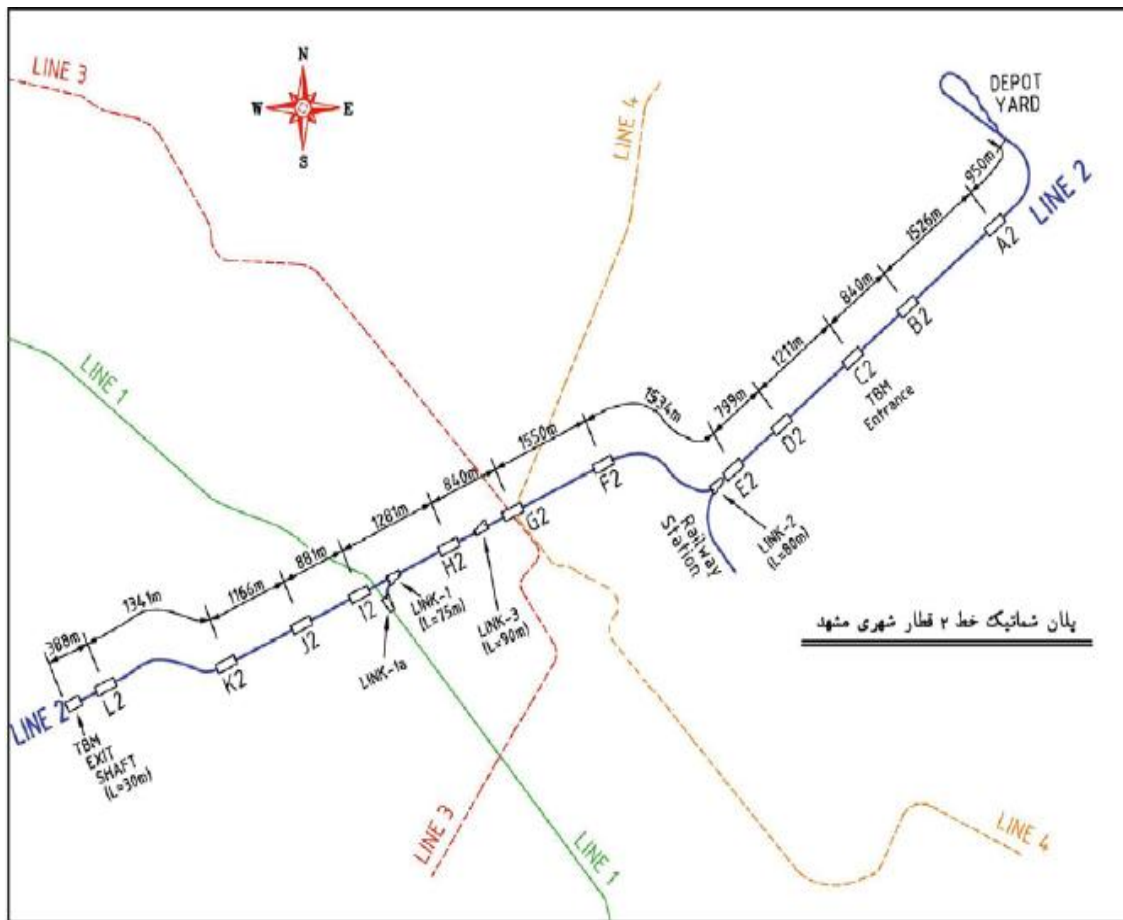 N
W
E
S
LINE 3
LINE 4
DEPOT
YARD
950m
LINE 2
1526m
A2
840m
B2
1211m
C2
TBM
Entrance
799m
D2
1534m
E2
LINK-2
(L=80m)
Railway
Station
1550m
F2
840m
G2
LINE 1
1281m
H2
LINK-3
(L=90m)
881m
I2
LINK-1
(L=75m)
LINK-1a
1166m
J2
1341m
K2
388m
L2
LINE 2
TBM
EXIT
SHAFT
(L=30m)
پلان شماتیک خط ۲ قطار شهری مشهد
LINE 3
LINE 1
LINE 4